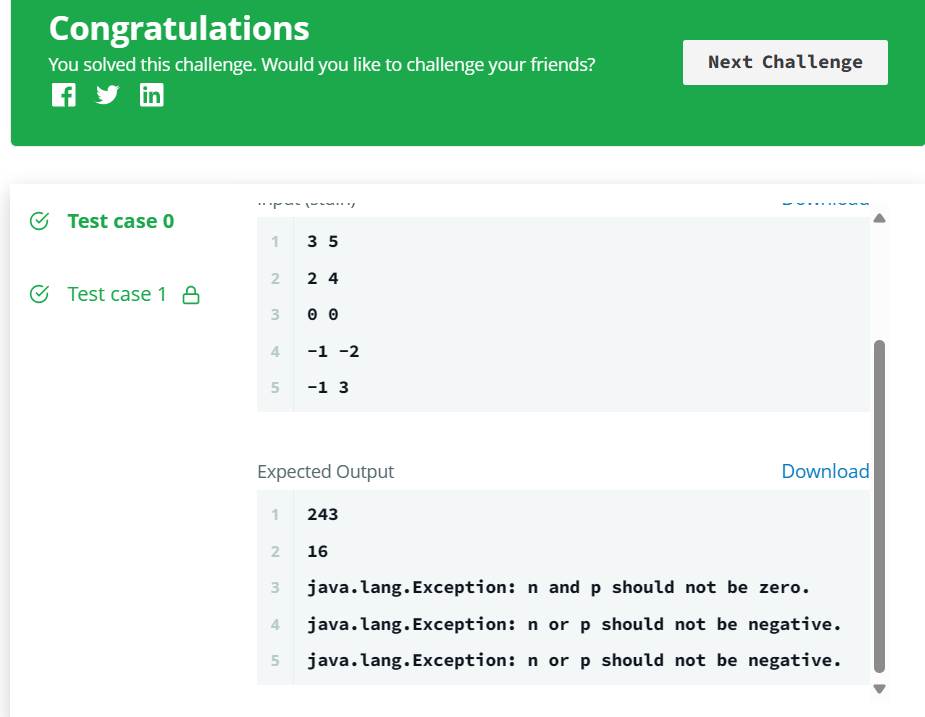 Congratulations
You solved this challenge. Would you like to challenge your friends?
Next Challenge
Test case 0
Test case 1
Input (stdin)
Download
1 3 5
2 2 4
3 0 0
4 -1 -2
5 -1 3
Expected Output
Download
1 243
2 16
3 java.lang.Exception: n and p should not be zero.
4 java.lang.Exception: n or p should not be negative.
5 java.lang.Exception: n or p should not be negative.